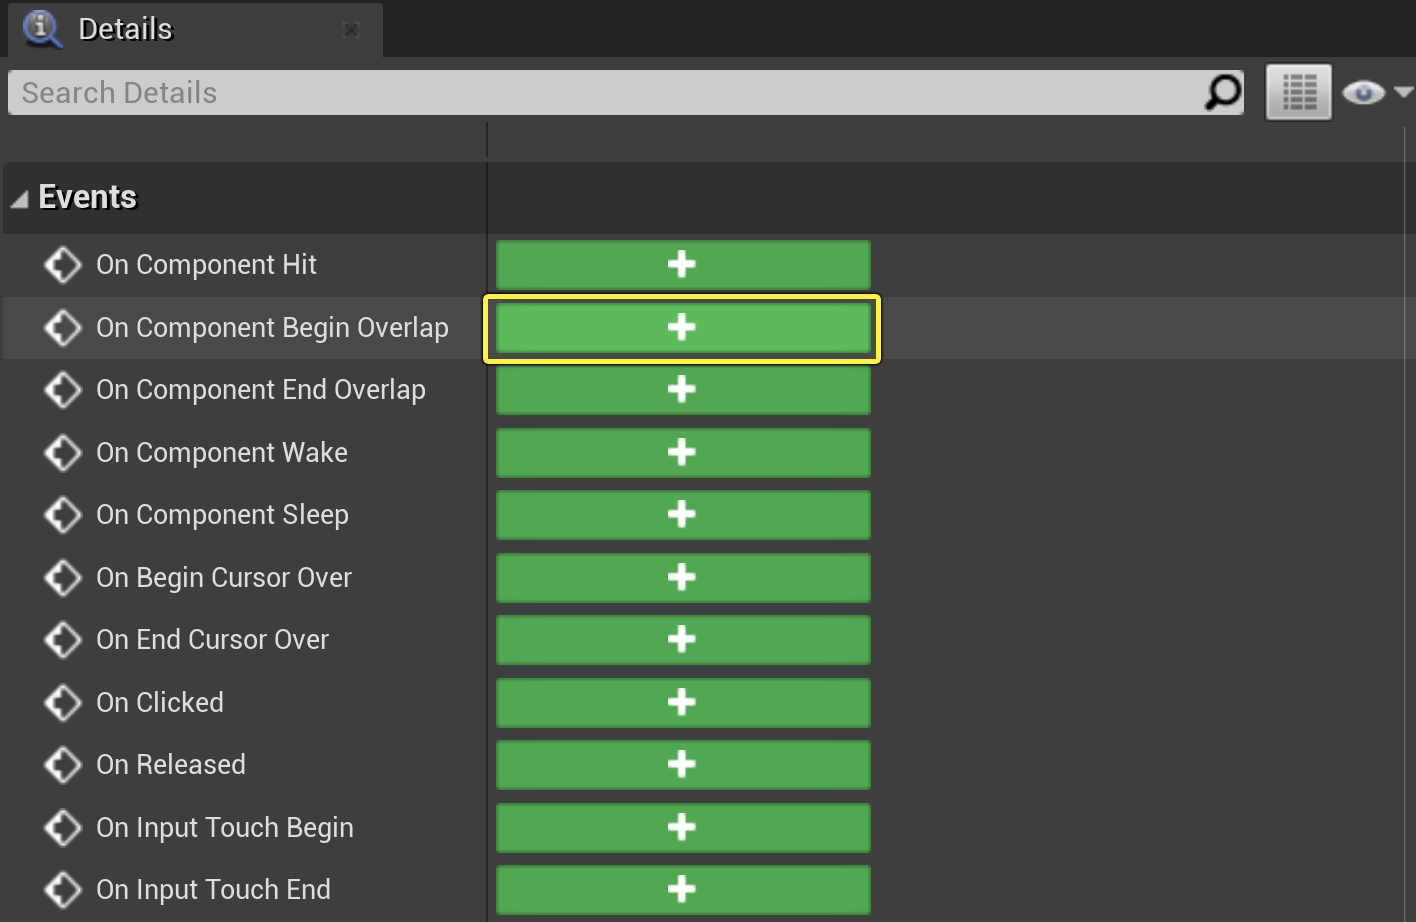 Details
Search Details
Events
On Component Hit
On Component Begin Overlap
On Component End Overlap
On Component Wake
On Component Sleep
On Begin Cursor Over
On End Cursor Over
On Clicked
On Released
On Input Touch Begin
On Input Touch End